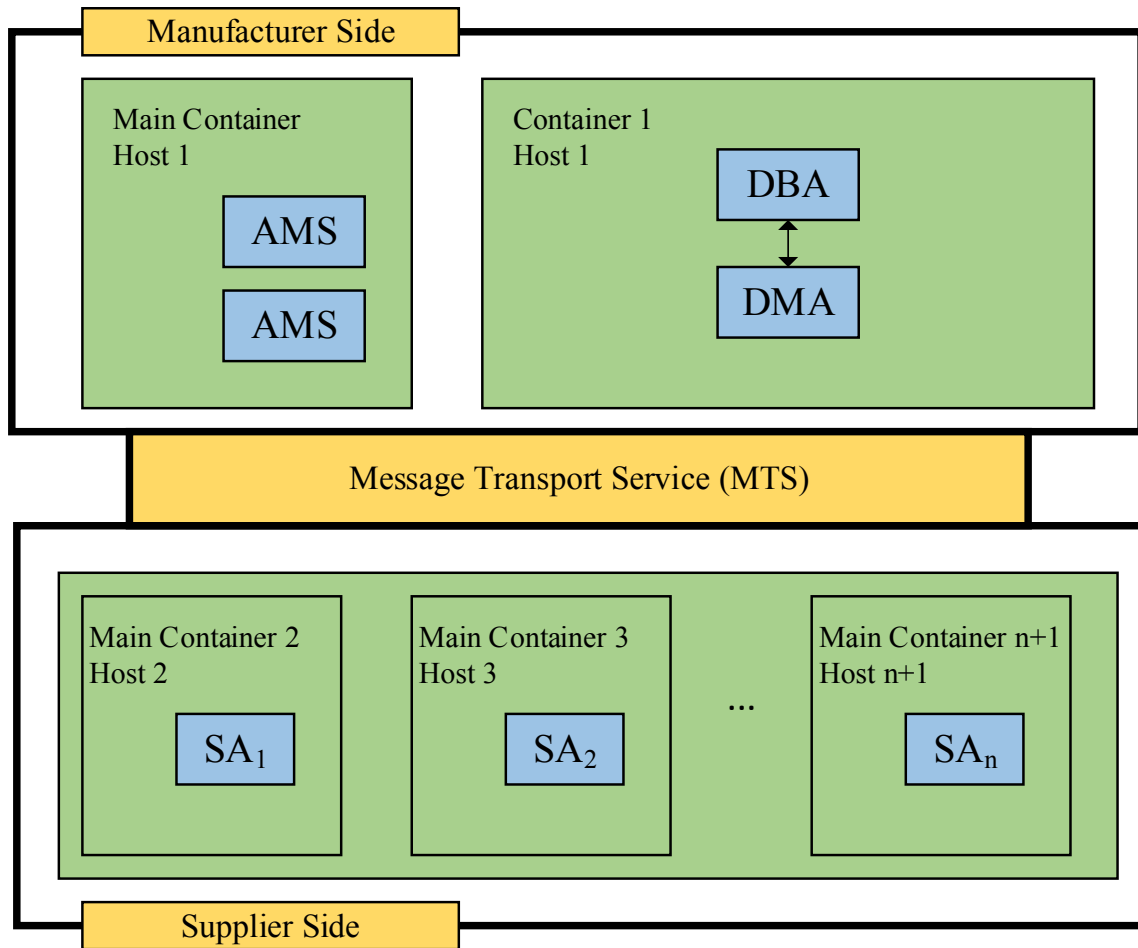 Manufacturer Side
Main Container
Host 1
AMS
AMS
Container 1
Host 1
DBA
DMA
Message Transport Service (MTS)
Main Container 2
Host 2
SA₁
Main Container 3
Host 3
SA₂
...
Main Container n+1
Host n+1
SAₙ
Supplier Side